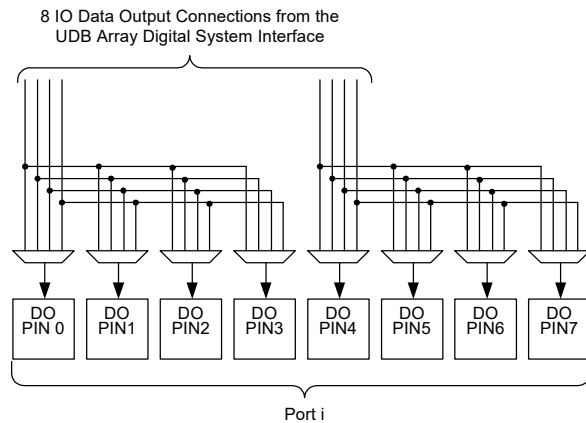 8 IO Data Output Connections from the
UDB Array Digital System Interface
DO
PIN 0
DO
PIN1
DO
PIN2
DO
PIN3
DO
PIN4
DO
PIN5
DO
PIN6
DO
PIN7
Port i